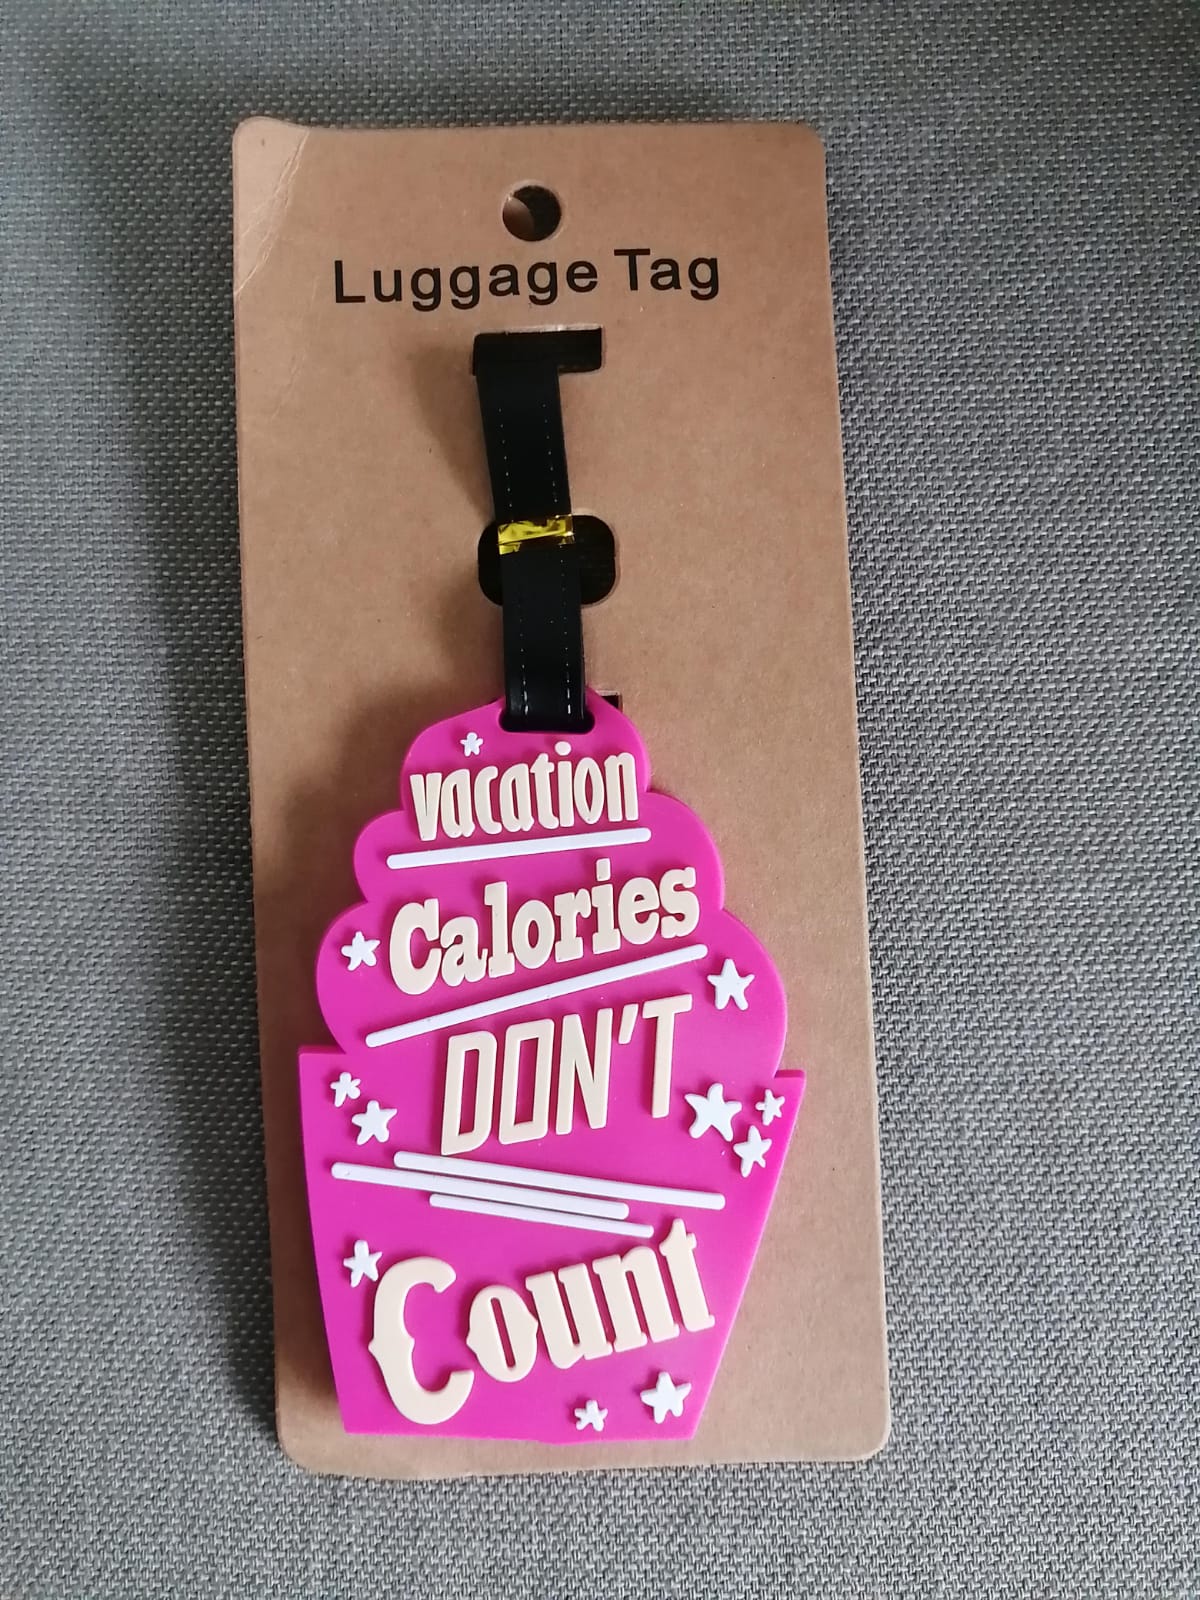 Luggage Tag
vacation
Calories
DON'T
Count